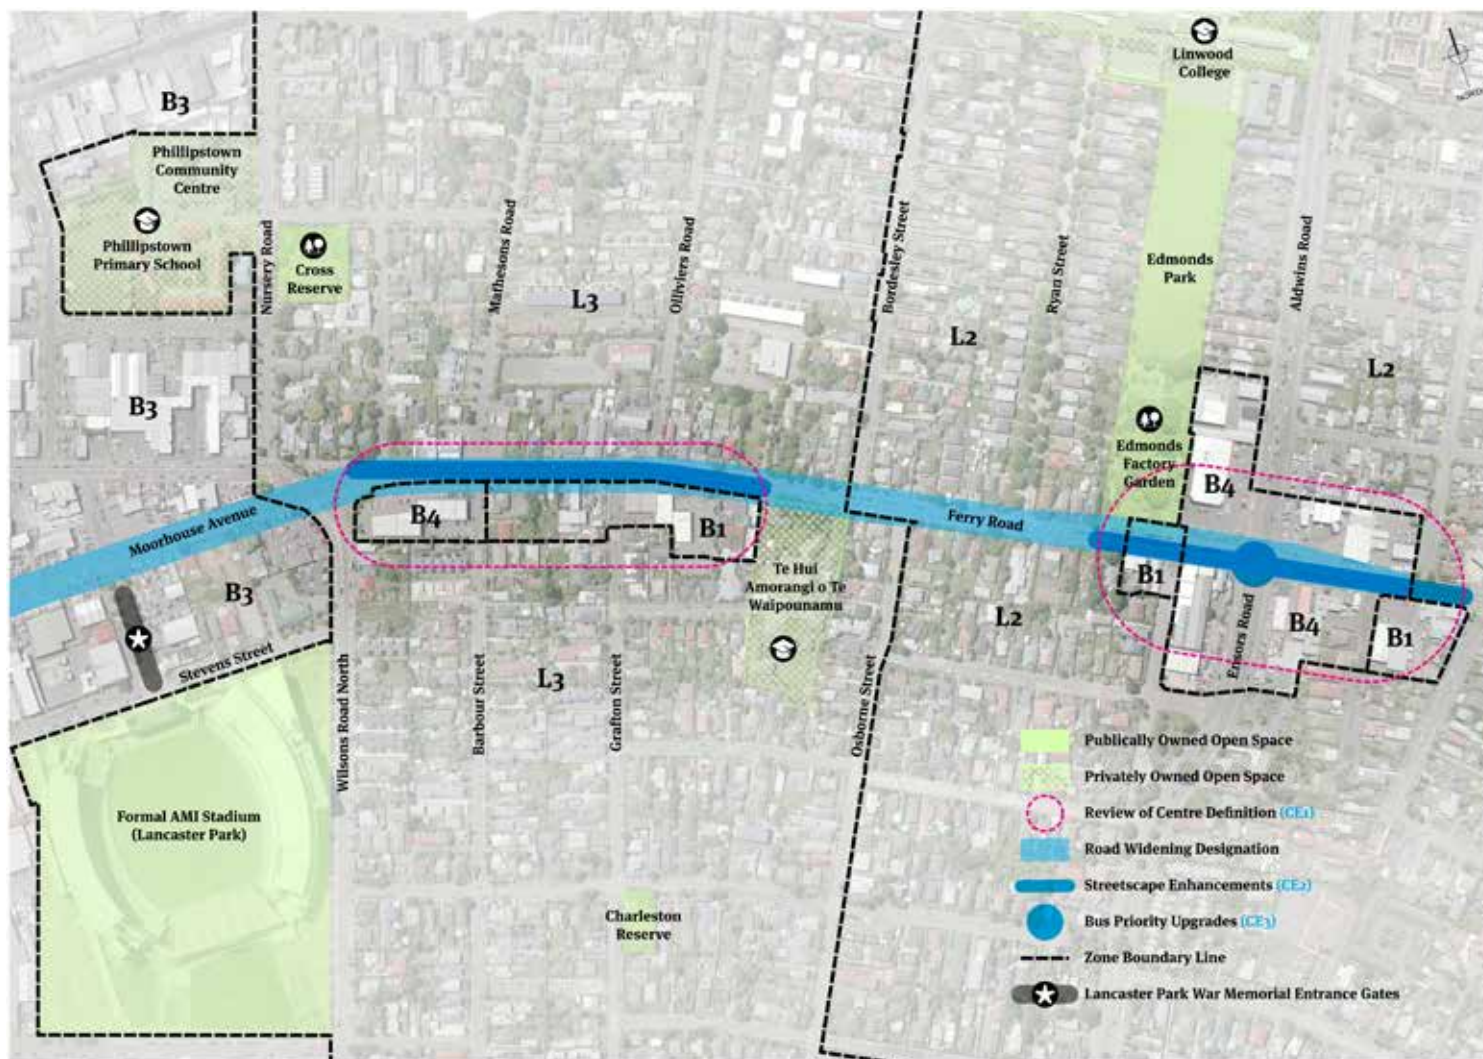 Linwood
College
NORTH
B3
Phillipstown
Community
Centre
Phillipstown
Primary School
Nursery Road
Cross
Reserve
Mathesons Road
L3
Olliviers Road
Bordesley Street
L2
Ryan Street
Edmonds
Park
Aldwins Road
L2
B3
Edmonds
Factory
Garden
B4
Moorhouse Avenue
B4
B1
Ferry Road
B1
Te Hui
Amorangi o Te
Waipounamu
B3
Stevens Street
L2
Ensors Road
B4
B1
Wilsons Road North
Barbour Street
L3
Grafton Street
Osborne Street
Formal AMI Stadium
(Lancaster Park)
Charleston
Reserve
Publically Owned Open Space
Privately Owned Open Space
Review of Centre Definition (CE1)
Road Widening Designation
Streetscape Enhancements (CE2)
Bus Priority Upgrades (CE3)
Zone Boundary Line
Lancaster Park War Memorial Entrance Gates